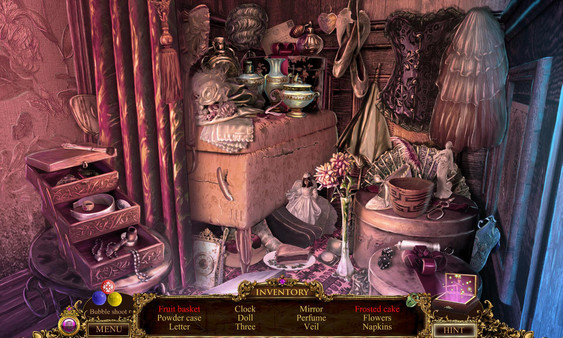 INVENTORY
Fruit basket Clock Mirror Frosted cake
Powder case Doll Perfume Flowers
Letter Three Veil Napkins
Bubble shoot
MENU
HINT